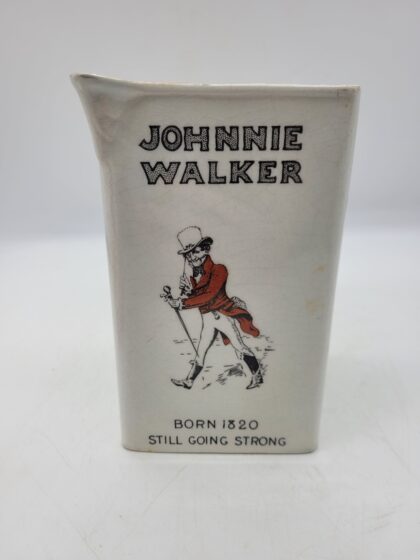 JOHNNIE
WALKER
BORN 1820
STILL GOING STRONG